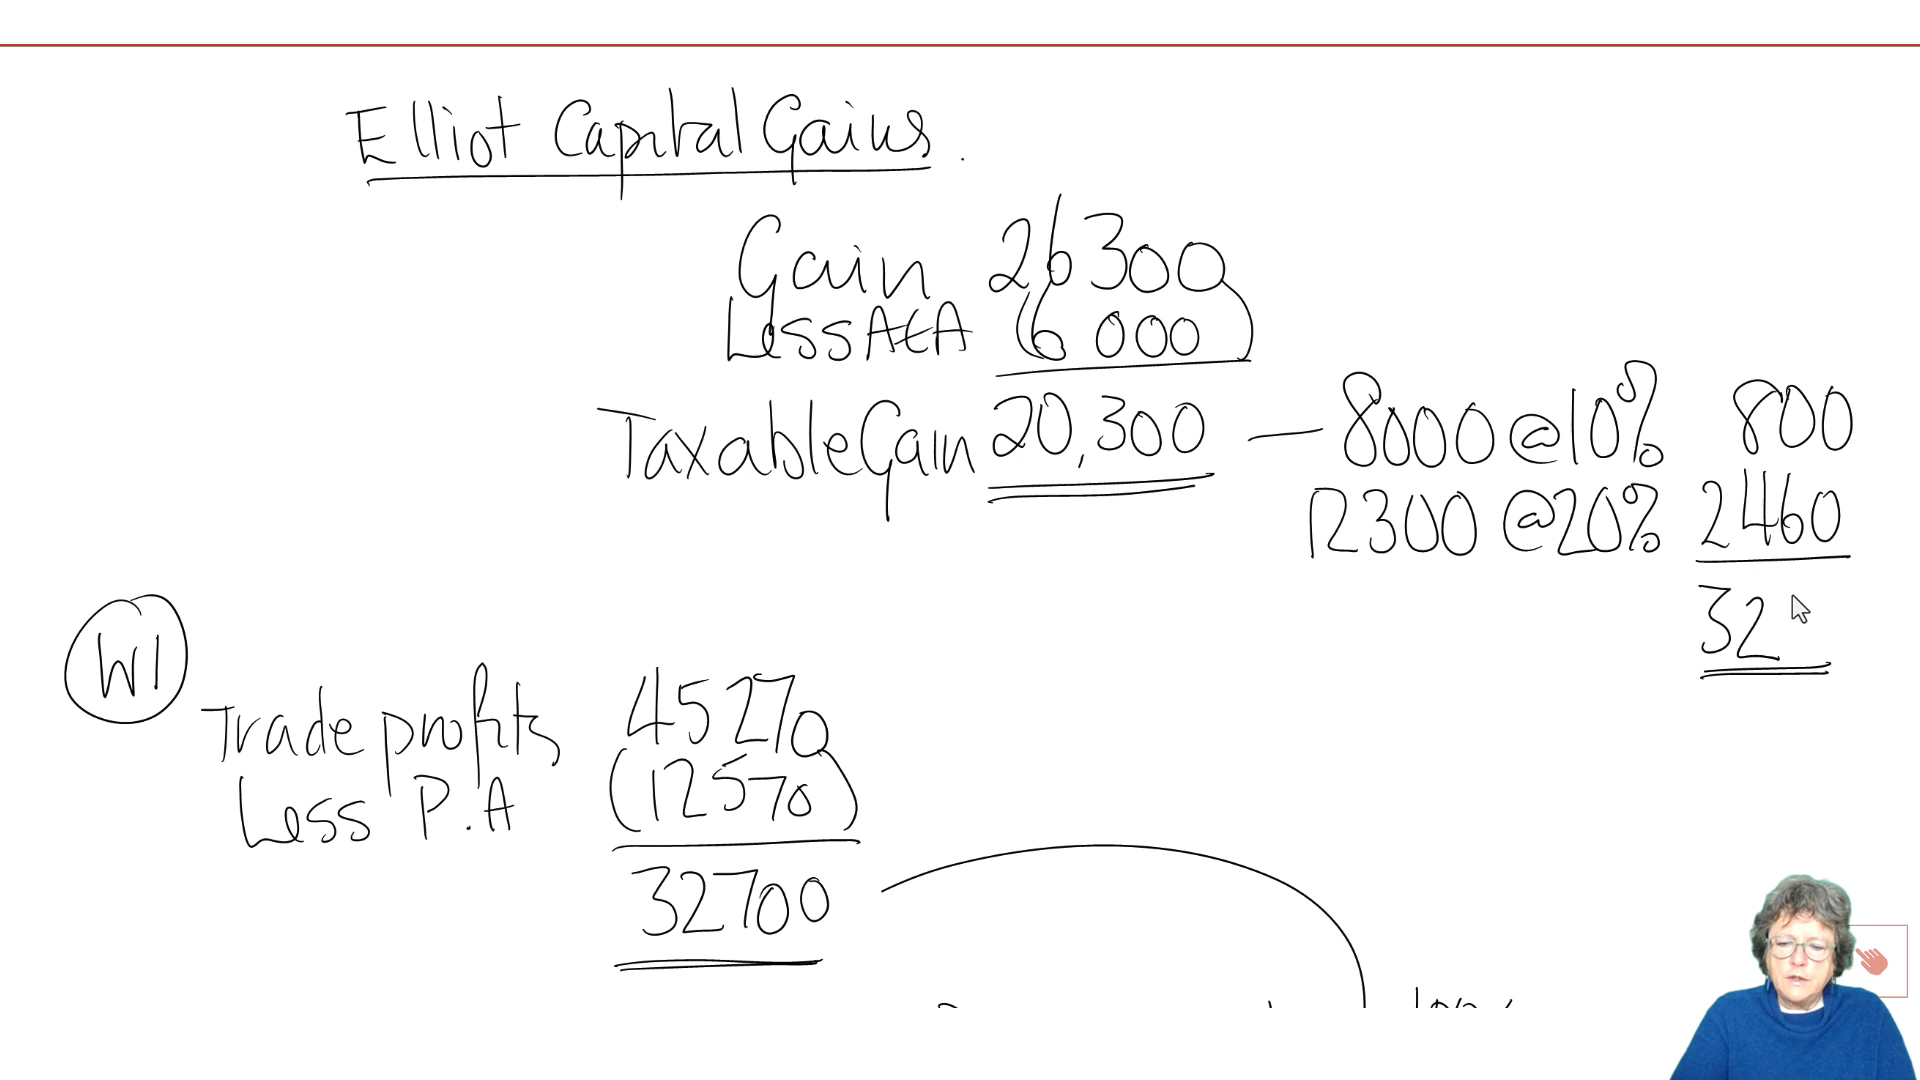 Elliot Capital Gains.
Gain 26300
Less AEA (6 000)
Taxable Gain 20,300 — 8000 @ 10% 800
12300 @ 20% 2460
32
W1
Trade profits 45270
Less P.A (12570)
32700